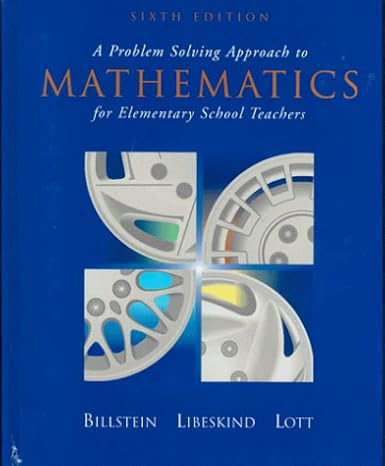 SIXTH EDITION
A Problem Solving Approach to
MATHEMATICS
for Elementary School Teachers
BILLSTEIN LIBESKIND LOTT